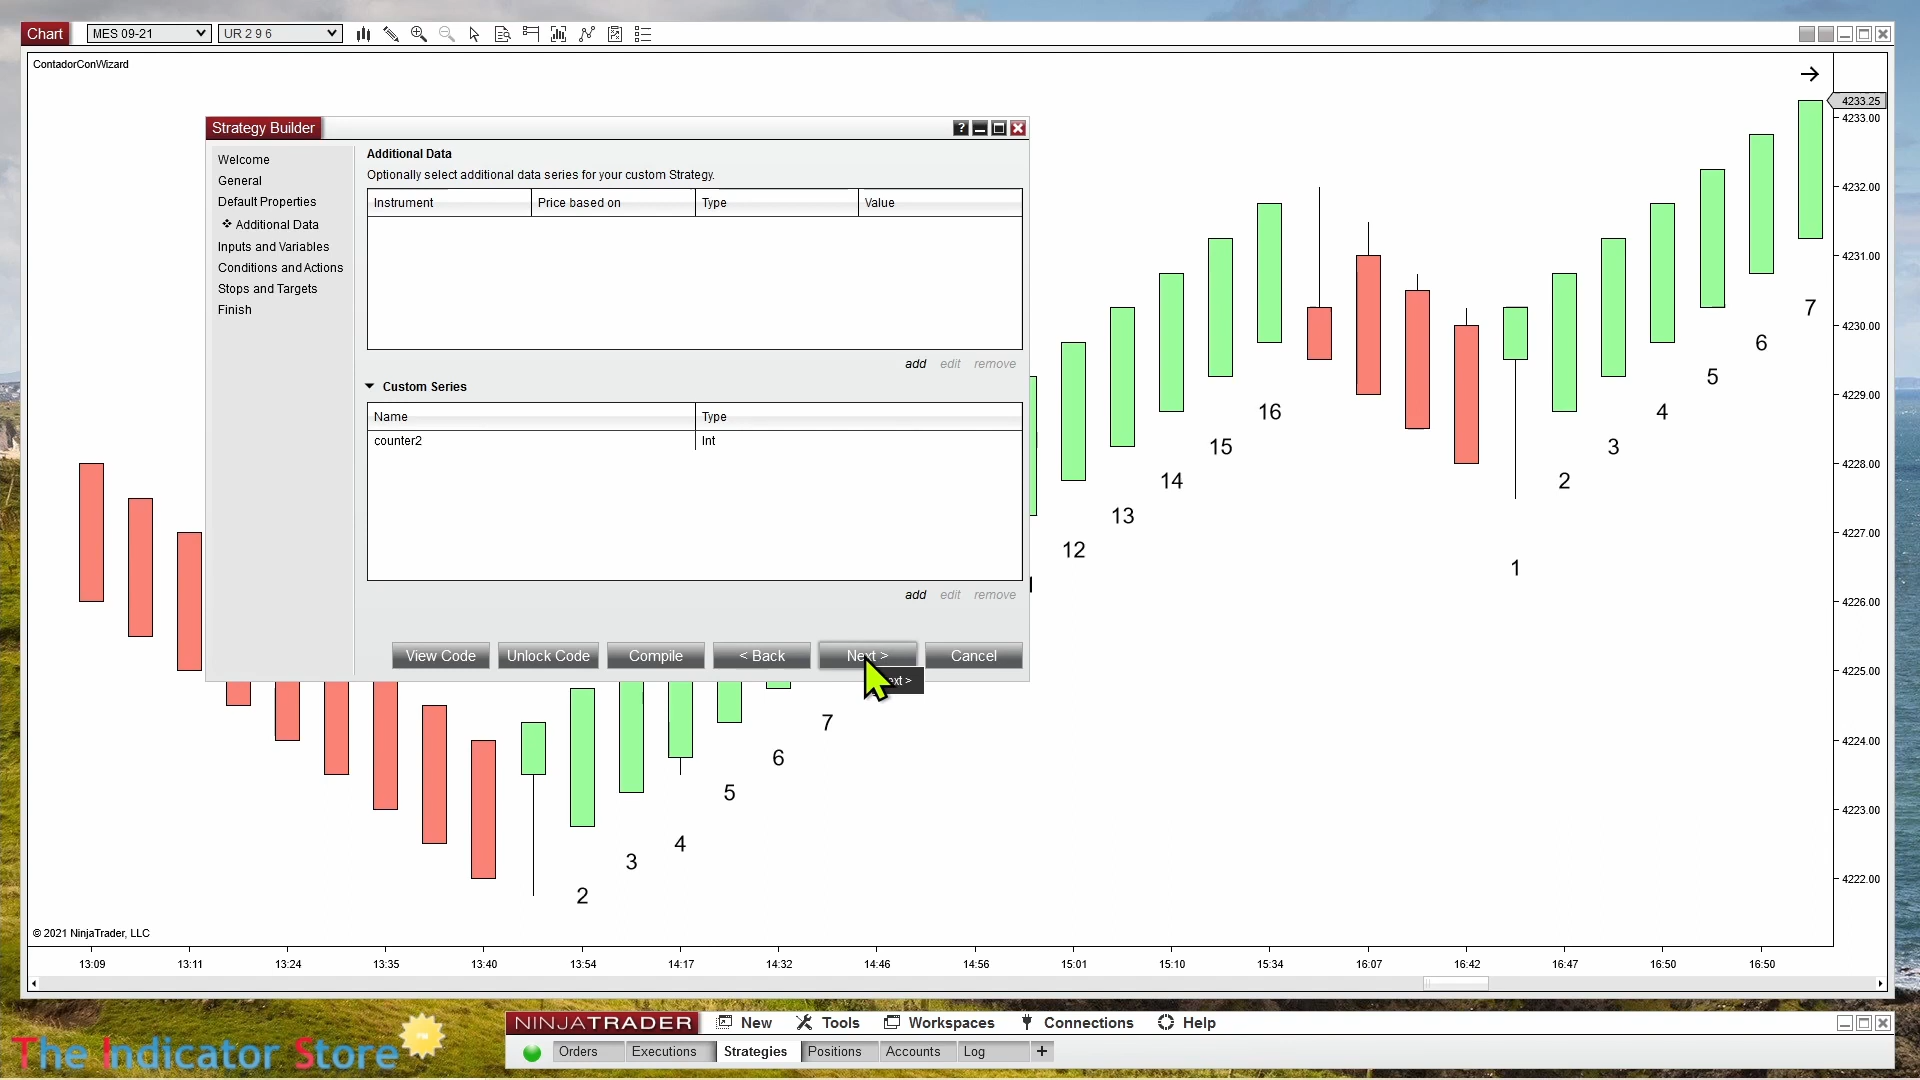 Chart
MES 09-21
UR 2 9 6
ContadorConWizard
4233.25
4233.00
4232.00
4231.00
4230.00
4229.00
4228.00
4227.00
4226.00
4225.00
4224.00
4223.00
4222.00
Strategy Builder
?
Welcome
General
Default Properties
Additional Data
Inputs and Variables
Conditions and Actions
Stops and Targets
Finish
Additional Data
Optionally select additional data series for your custom Strategy.
Instrument Price based on Type Value
add edit remove
Custom Series
Name Type
counter2 Int
add edit remove
View Code Unlock Code Compile < Back Next > Cancel
2
3
4
5
6
7
12
13
14
15
16
1
2
3
4
5
6
7
© 2021 NinjaTrader, LLC
13:09 13:11 13:24 13:35 13:40 13:54 14:17 14:32 14:46 14:56 15:01 15:10 15:34 16:07 16:42 16:47 16:50 16:50
The Indicator Store
NINJATRADER New Tools Workspaces Connections Help
Orders Executions Strategies Positions Accounts Log +